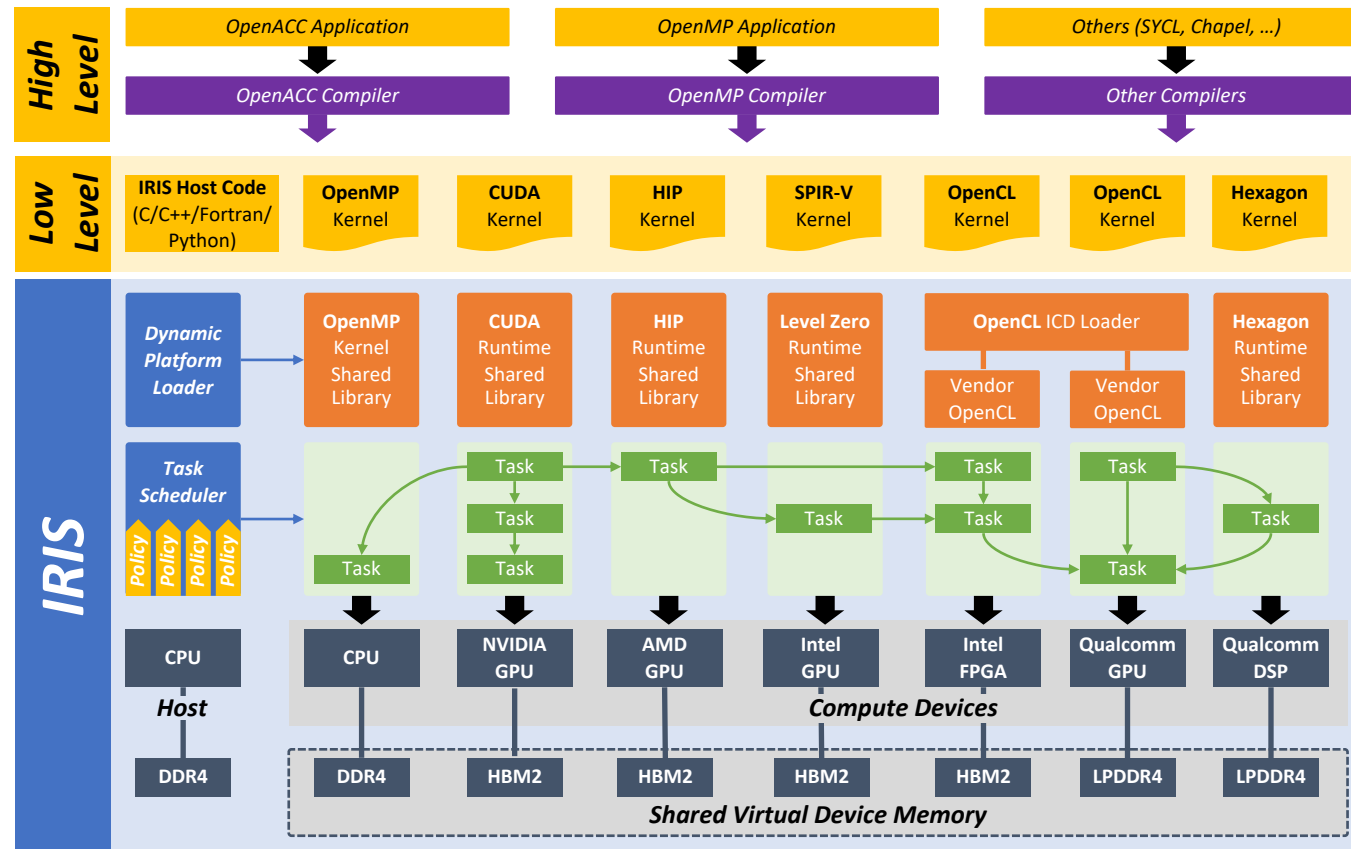 High
Level
OpenACC Application
OpenMP Application
Others (SYCL, Chapel, …)
OpenACC Compiler
OpenMP Compiler
Other Compilers
Low
Level
IRIS Host Code
(C/C++/Fortran/
Python)
OpenMP
Kernel
CUDA
Kernel
HIP
Kernel
SPIR-V
Kernel
OpenCL
Kernel
OpenCL
Kernel
Hexagon
Kernel
IRIS
Dynamic
Platform
Loader
OpenMP
Kernel
Shared
Library
CUDA
Runtime
Shared
Library
HIP
Runtime
Shared
Library
Level Zero
Runtime
Shared
Library
OpenCL ICD Loader
Vendor
OpenCL
Vendor
OpenCL
Hexagon
Runtime
Shared
Library
Task
Scheduler
Policy
Policy
Policy
Policy
Task
Task
Task
Task
Task
Task
Task
Task
Task
Task
Task
CPU
Host
CPU
NVIDIA
GPU
AMD
GPU
Intel
GPU
Intel
FPGA
Qualcomm
GPU
Qualcomm
DSP
Compute Devices
DDR4
DDR4
HBM2
HBM2
HBM2
HBM2
LPDDR4
LPDDR4
Shared Virtual Device Memory